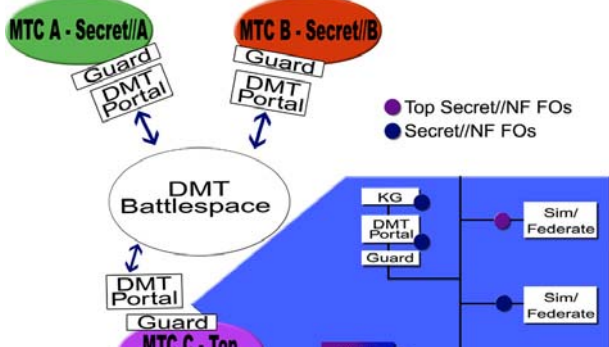 MTC A - Secret//A
Guard
DMT
Portal
MTC B - Secret//B
Guard
DMT
Portal
Top Secret//NF FOs
Secret//NF FOs
DMT
Battlespace
DMT
Portal
Guard
MTC C - Top
KG
DMT
Portal
Guard
Sim/
Federate
Sim/
Federate